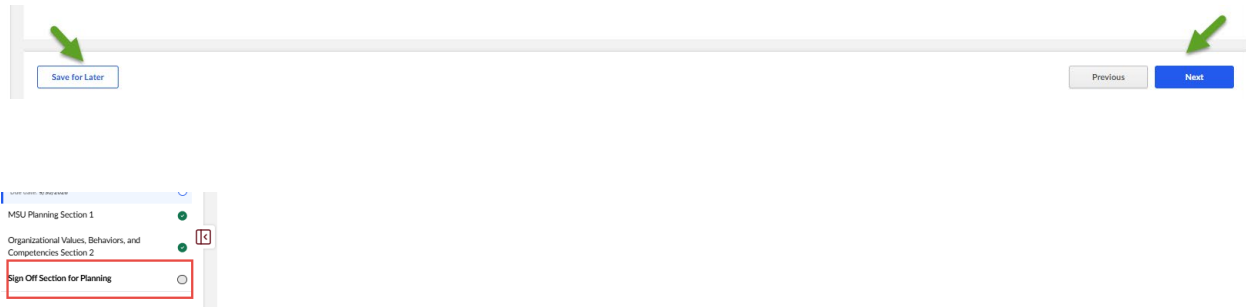 Save for Later
Previous
Next
MSU Planning Section 1
Organizational Values, Behaviors, and
Competencies Section 2
Sign Off Section for Planning